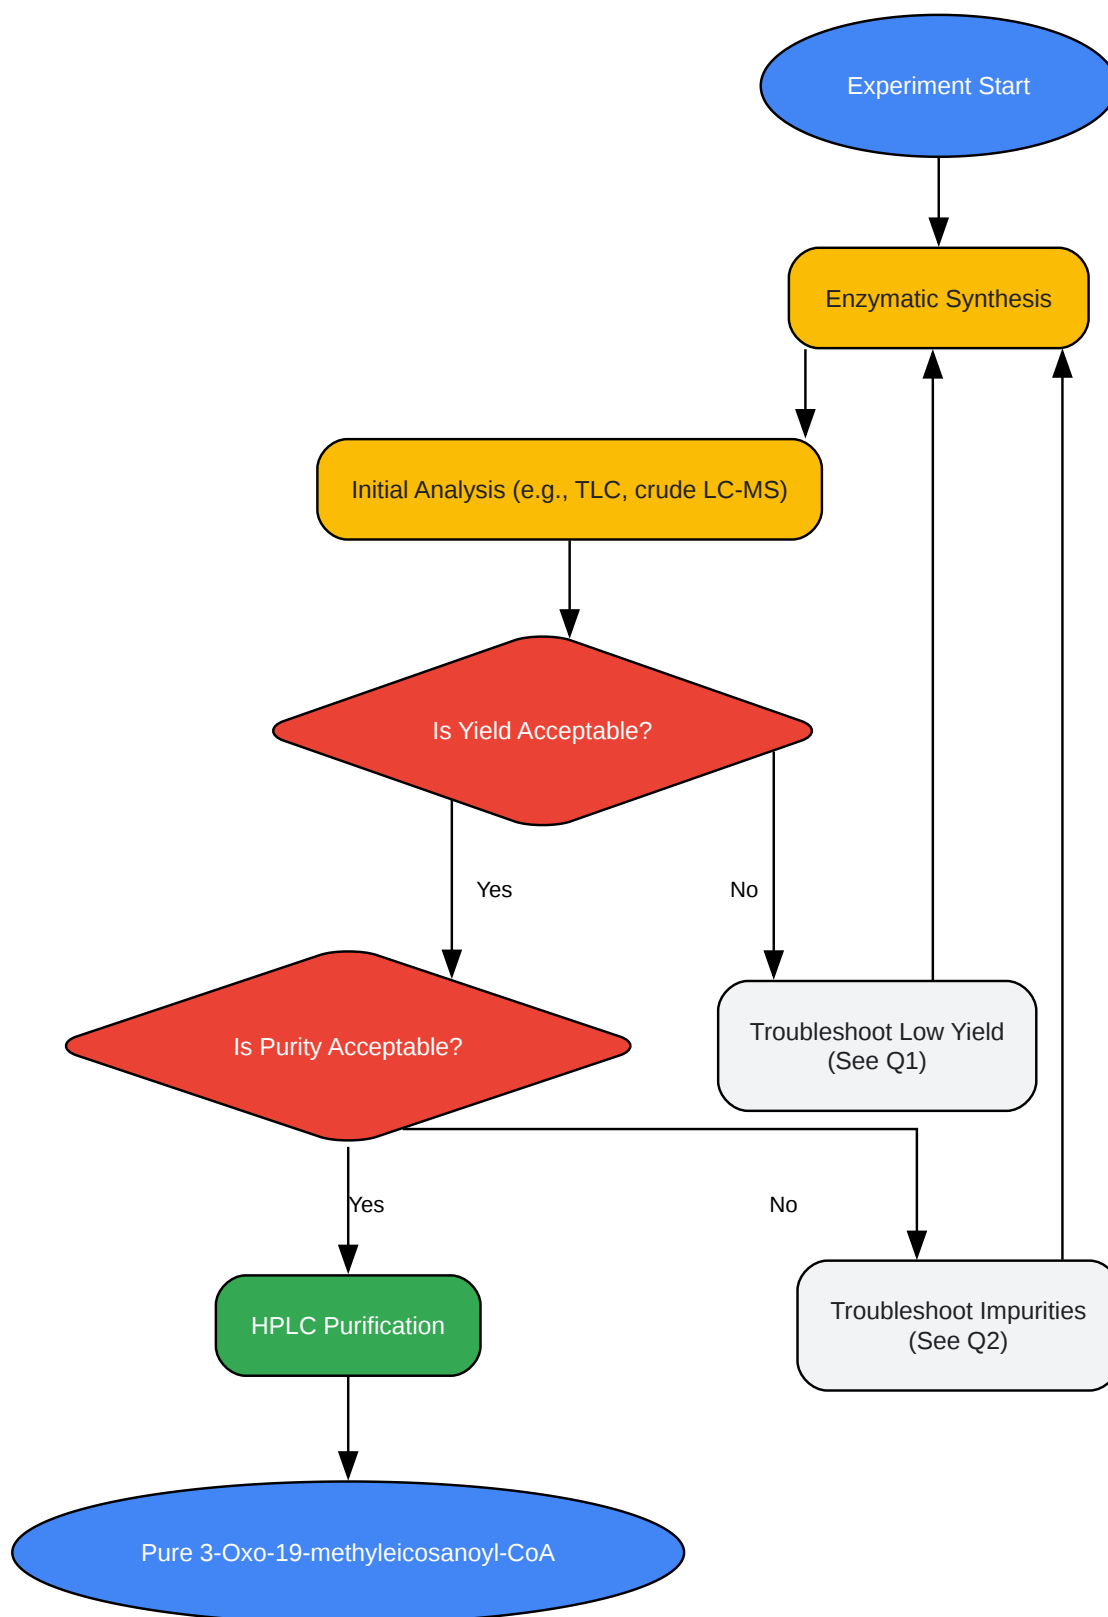 Experiment Start
Enzymatic Synthesis
Initial Analysis (e.g., TLC, crude LC-MS)
Is Yield Acceptable?
Yes
No
Is Purity Acceptable?
Troubleshoot Low Yield
(See Q1)
Yes
No
HPLC Purification
Troubleshoot Impurities
(See Q2)
Pure 3-Oxo-19-methyleicosanoyl-CoA